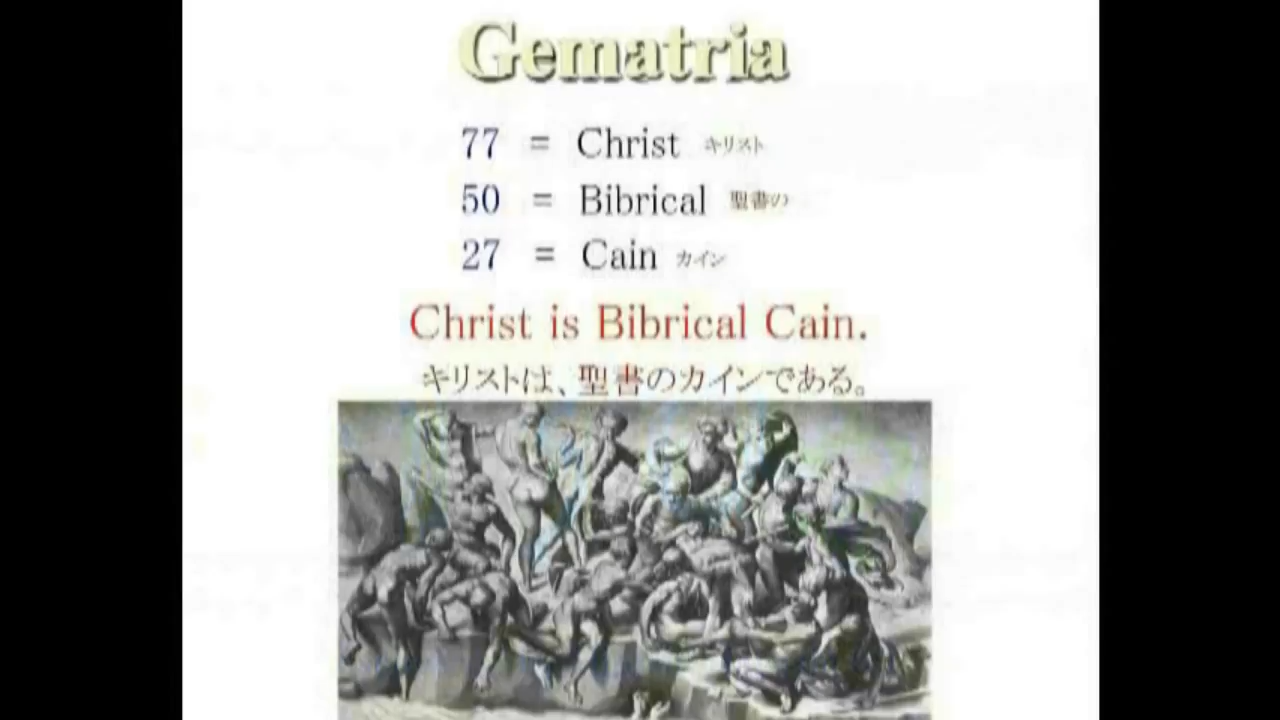 Gematria
77 = Christ キリスト
50 = Bibrical 聖書の
27 = Cain カイン
Christ is Bibrical Cain.
キリストは、聖書のカインである。